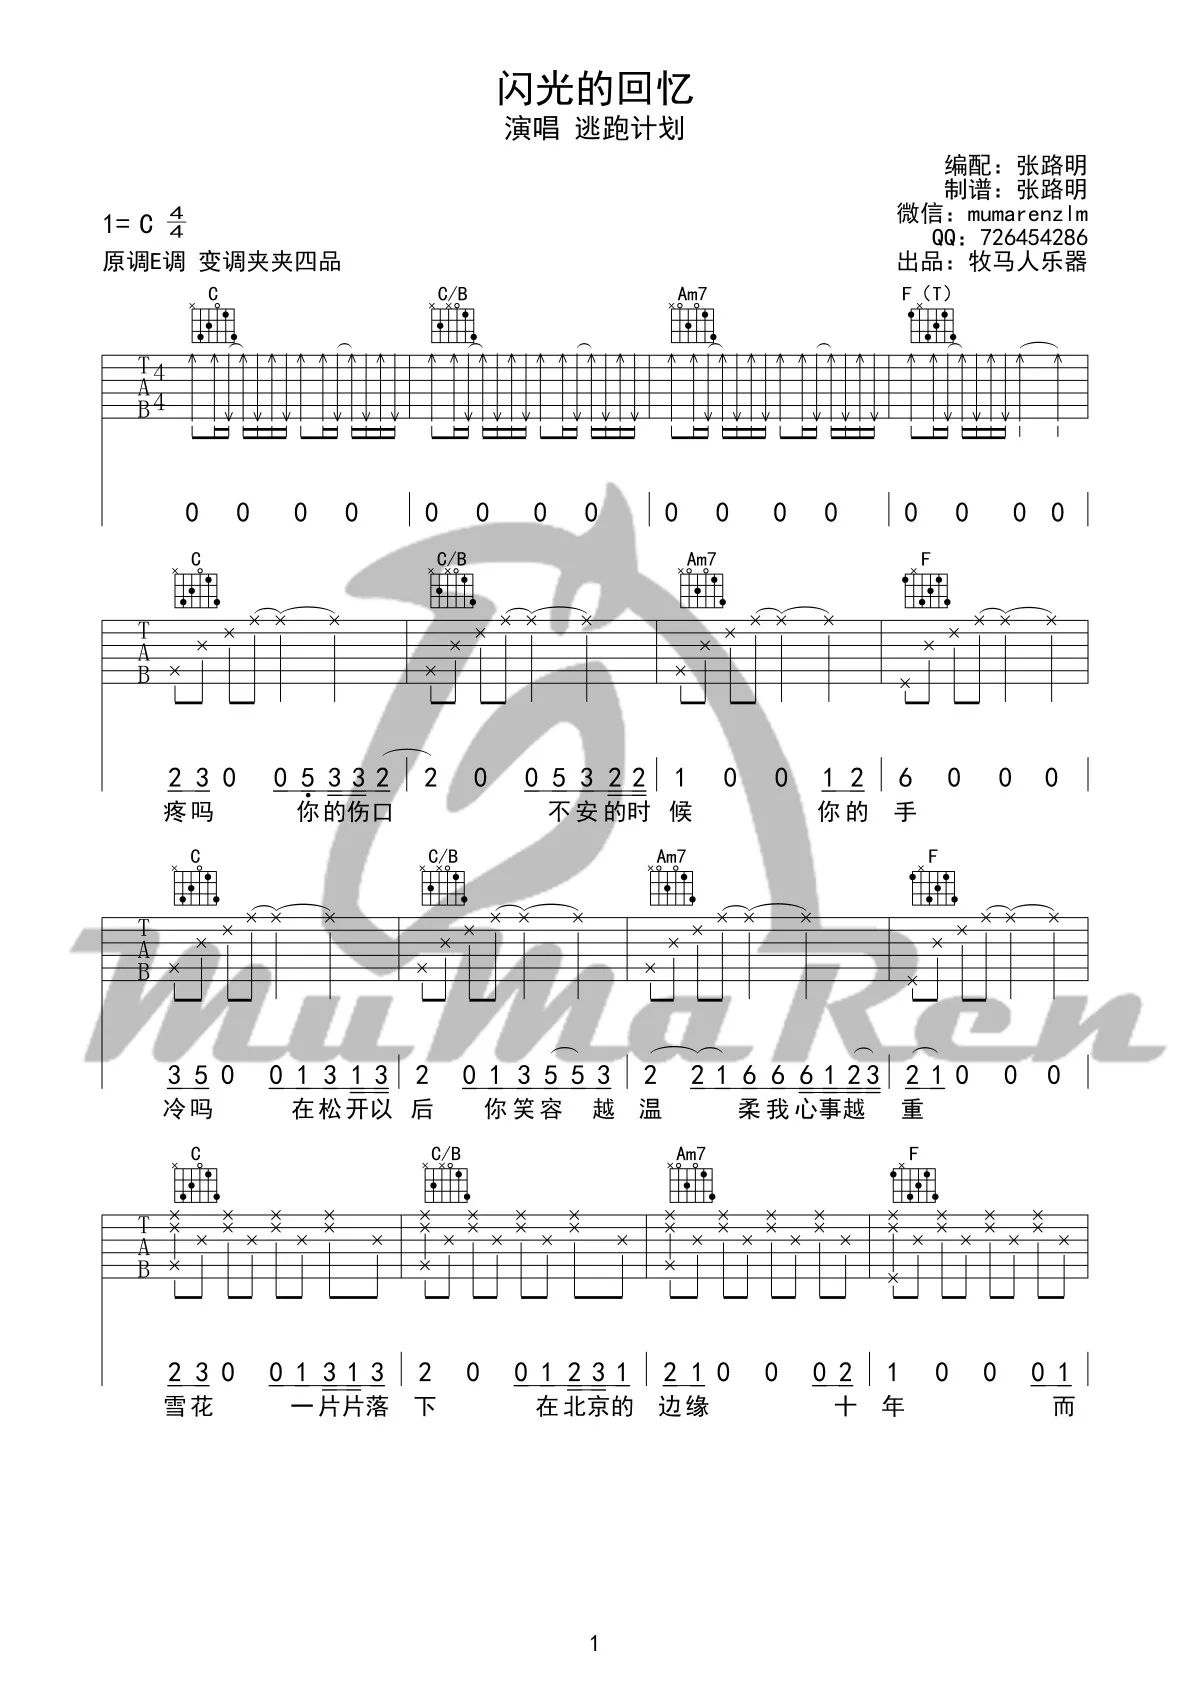 闪光的回忆
演唱 逃跑计划
编配：张路明
制谱：张路明
微信：mumarenzlm
QQ：726454286
出品：牧马人乐器
1= C 4/4
原调E调 变调夹夹四品
C C/B Am7 F（T）
T A B 4/4
0 0 0 0 0 0 0 0 0 0 0 0 0 0 0 0
C C/B Am7 F
T A B
2 3 0 0 5 3 3 2 2 0 0 5 3 2 2 1 0 0 1 2 6 0 0 0
疼吗 你的伤口 不安的时 候 你的 手
C C/B Am7 F
T A B
3 5 0 0 1 3 1 3 2 0 1 3 5 5 3 2 2 1 6 6 6 1 2 3 2 1 0 0 0
冷吗 在松开以 后 你笑容 越 温 柔我心事越 重
C C/B Am7 F
T A B
2 3 0 0 1 3 1 3 2 0 0 1 2 3 1 2 1 0 0 0 2 1 0 0 0 1
雪花 一片片落 下 在北京的 边缘 十 年 而
MuMaRen
1